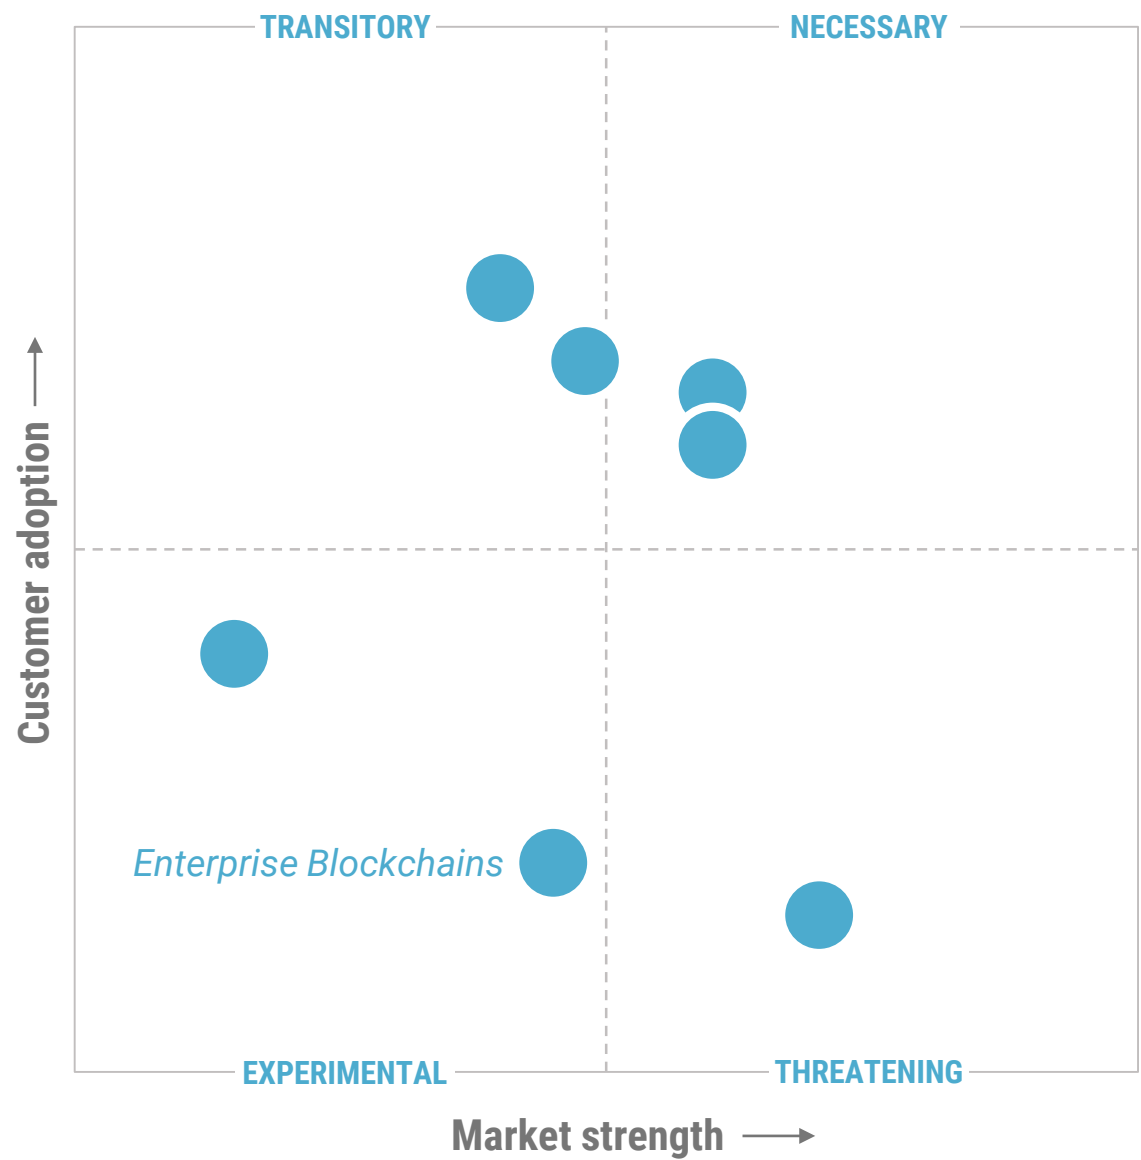 TRANSITORY
NECESSARY
Customer adoption
Enterprise Blockchains
EXPERIMENTAL
THREATENING
Market strength